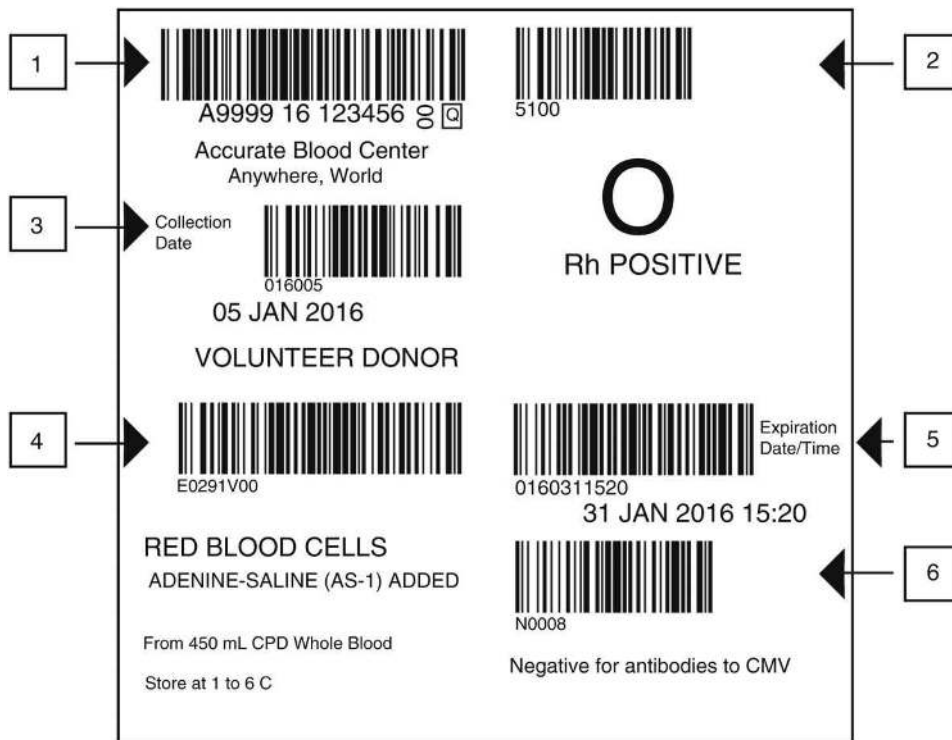 1
2
A9999 16 123456 00 Q
5100
Accurate Blood Center
Anywhere, World
O
Rh POSITIVE
3
Collection
Date
016005
05 JAN 2016
VOLUNTEER DONOR
4
E0291V00
5
Expiration
Date/Time
0160311520
31 JAN 2016 15:20
RED BLOOD CELLS
ADENINE-SALINE (AS-1) ADDED
From 450 mL CPD Whole Blood
Store at 1 to 6 C
6
N0008
Negative for antibodies to CMV